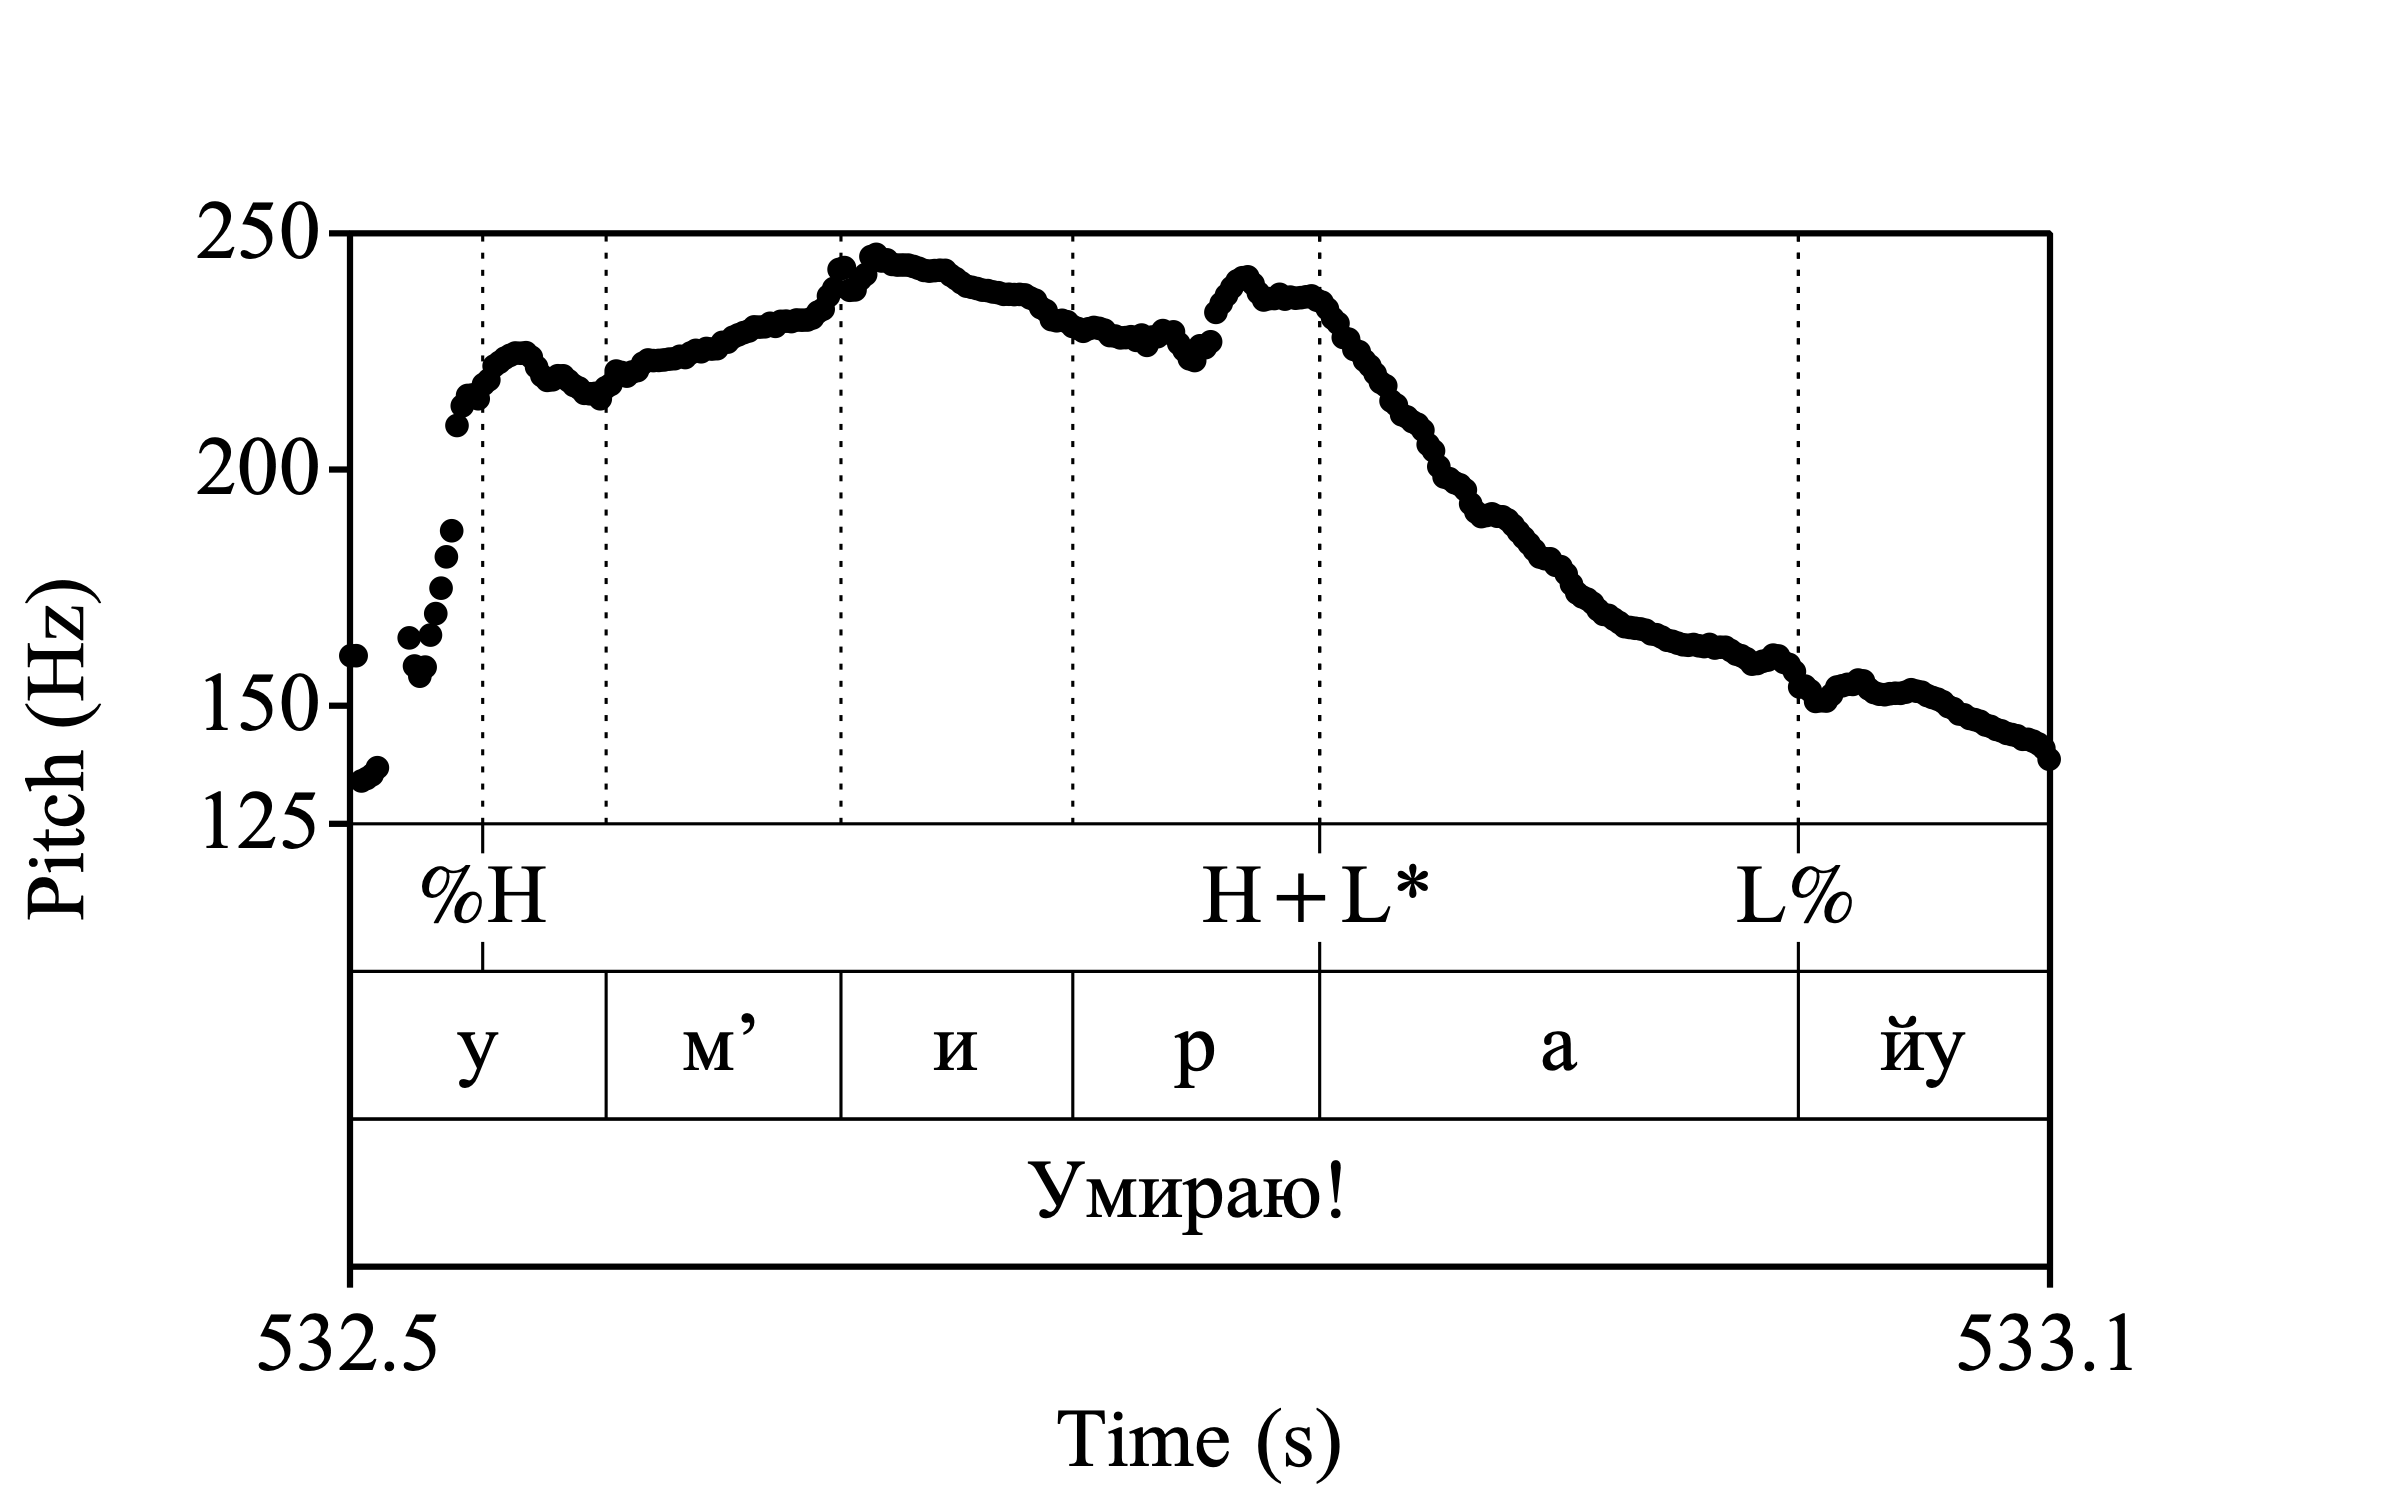 250
200
150
125
Pitch (Hz)
%H H+L* L%
у м’ и р а йу
Умираю!
532.5 533.1
Time (s)